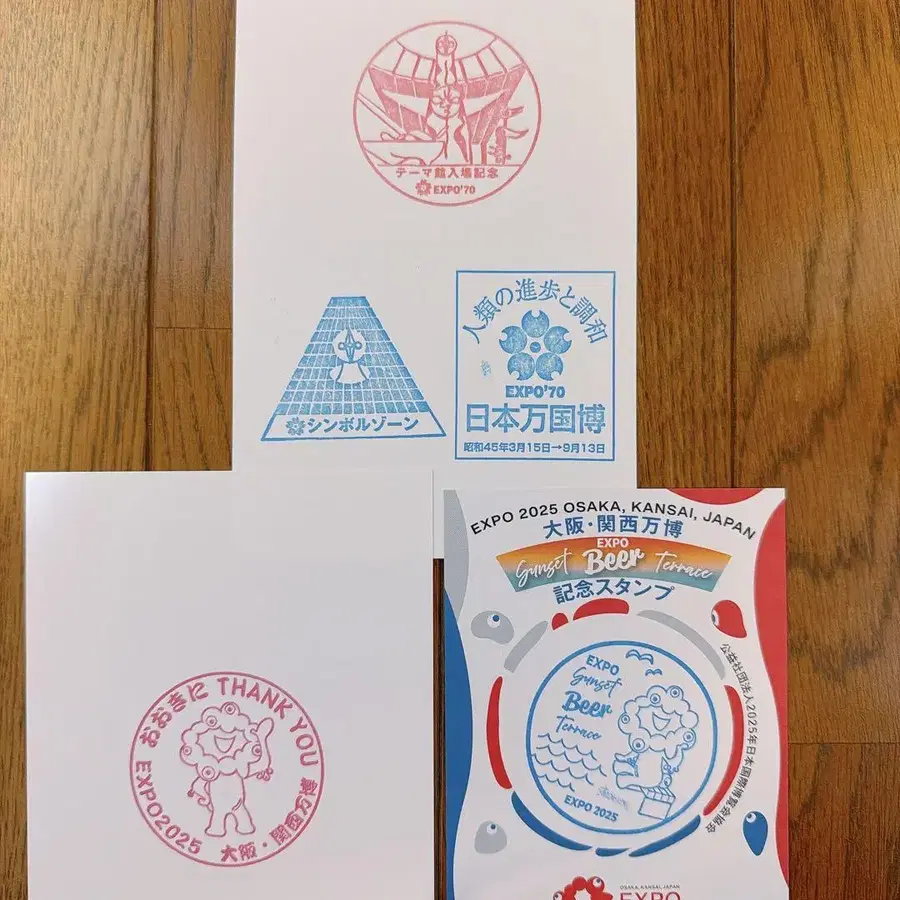 テーマ館入場記念
EXPO'70
シンボルゾーン
人類の進歩と調和
EXPO'70
日本万国博
昭和45年3月15日→9月13日
おおきに THANK YOU
EXPO2025 大阪・関西万博
EXPO 2025 OSAKA, KANSAI, JAPAN
大阪・関西万博
EXPO
Sunset Beer Terrace
記念スタンプ
EXPO
Sunset
Beer
Terrace
EXPO 2025
公益社団法人2025年日本国際博覧会協会
OSAKA, KANSAI, JAPAN
EXPO